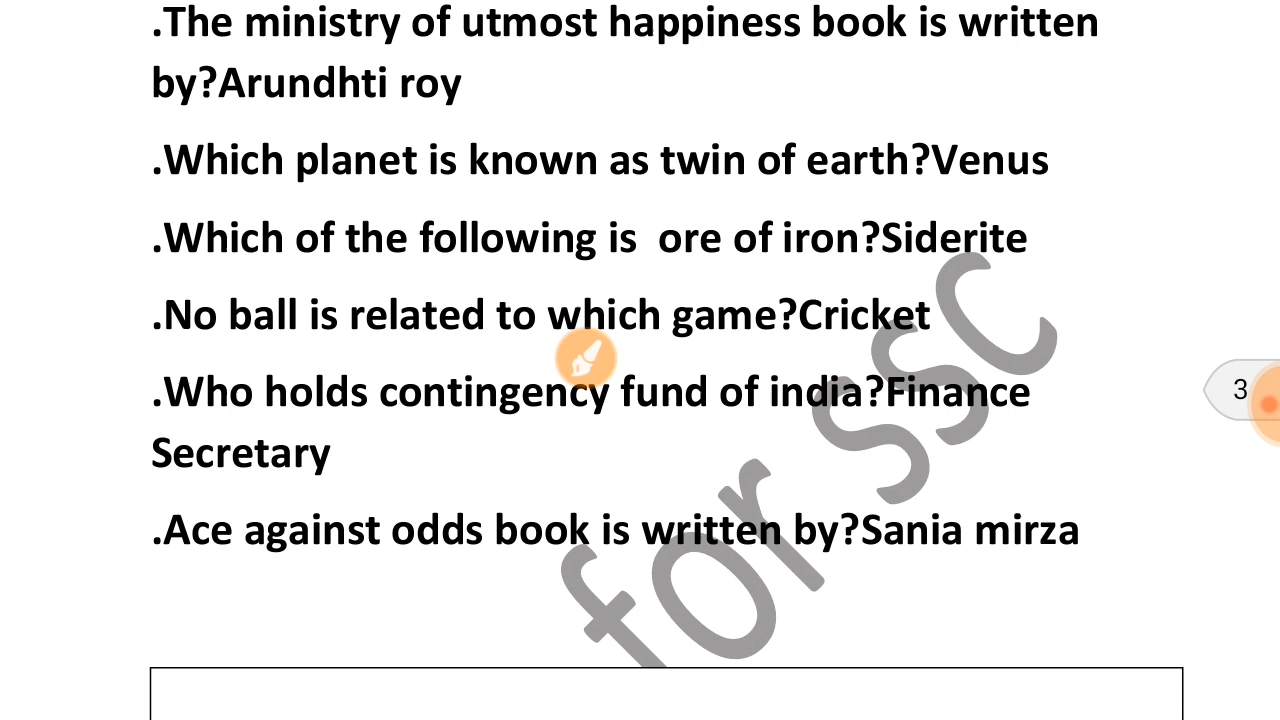 .The ministry of utmost happiness book is written
by?Arundhti roy
.Which planet is known as twin of earth?Venus
.Which of the following is  ore of iron?Siderite
.No ball is related to which game?Cricket
.Who holds contingency fund of india?Finance
Secretary
.Ace against odds book is written by?Sania mirza
for ssc
3